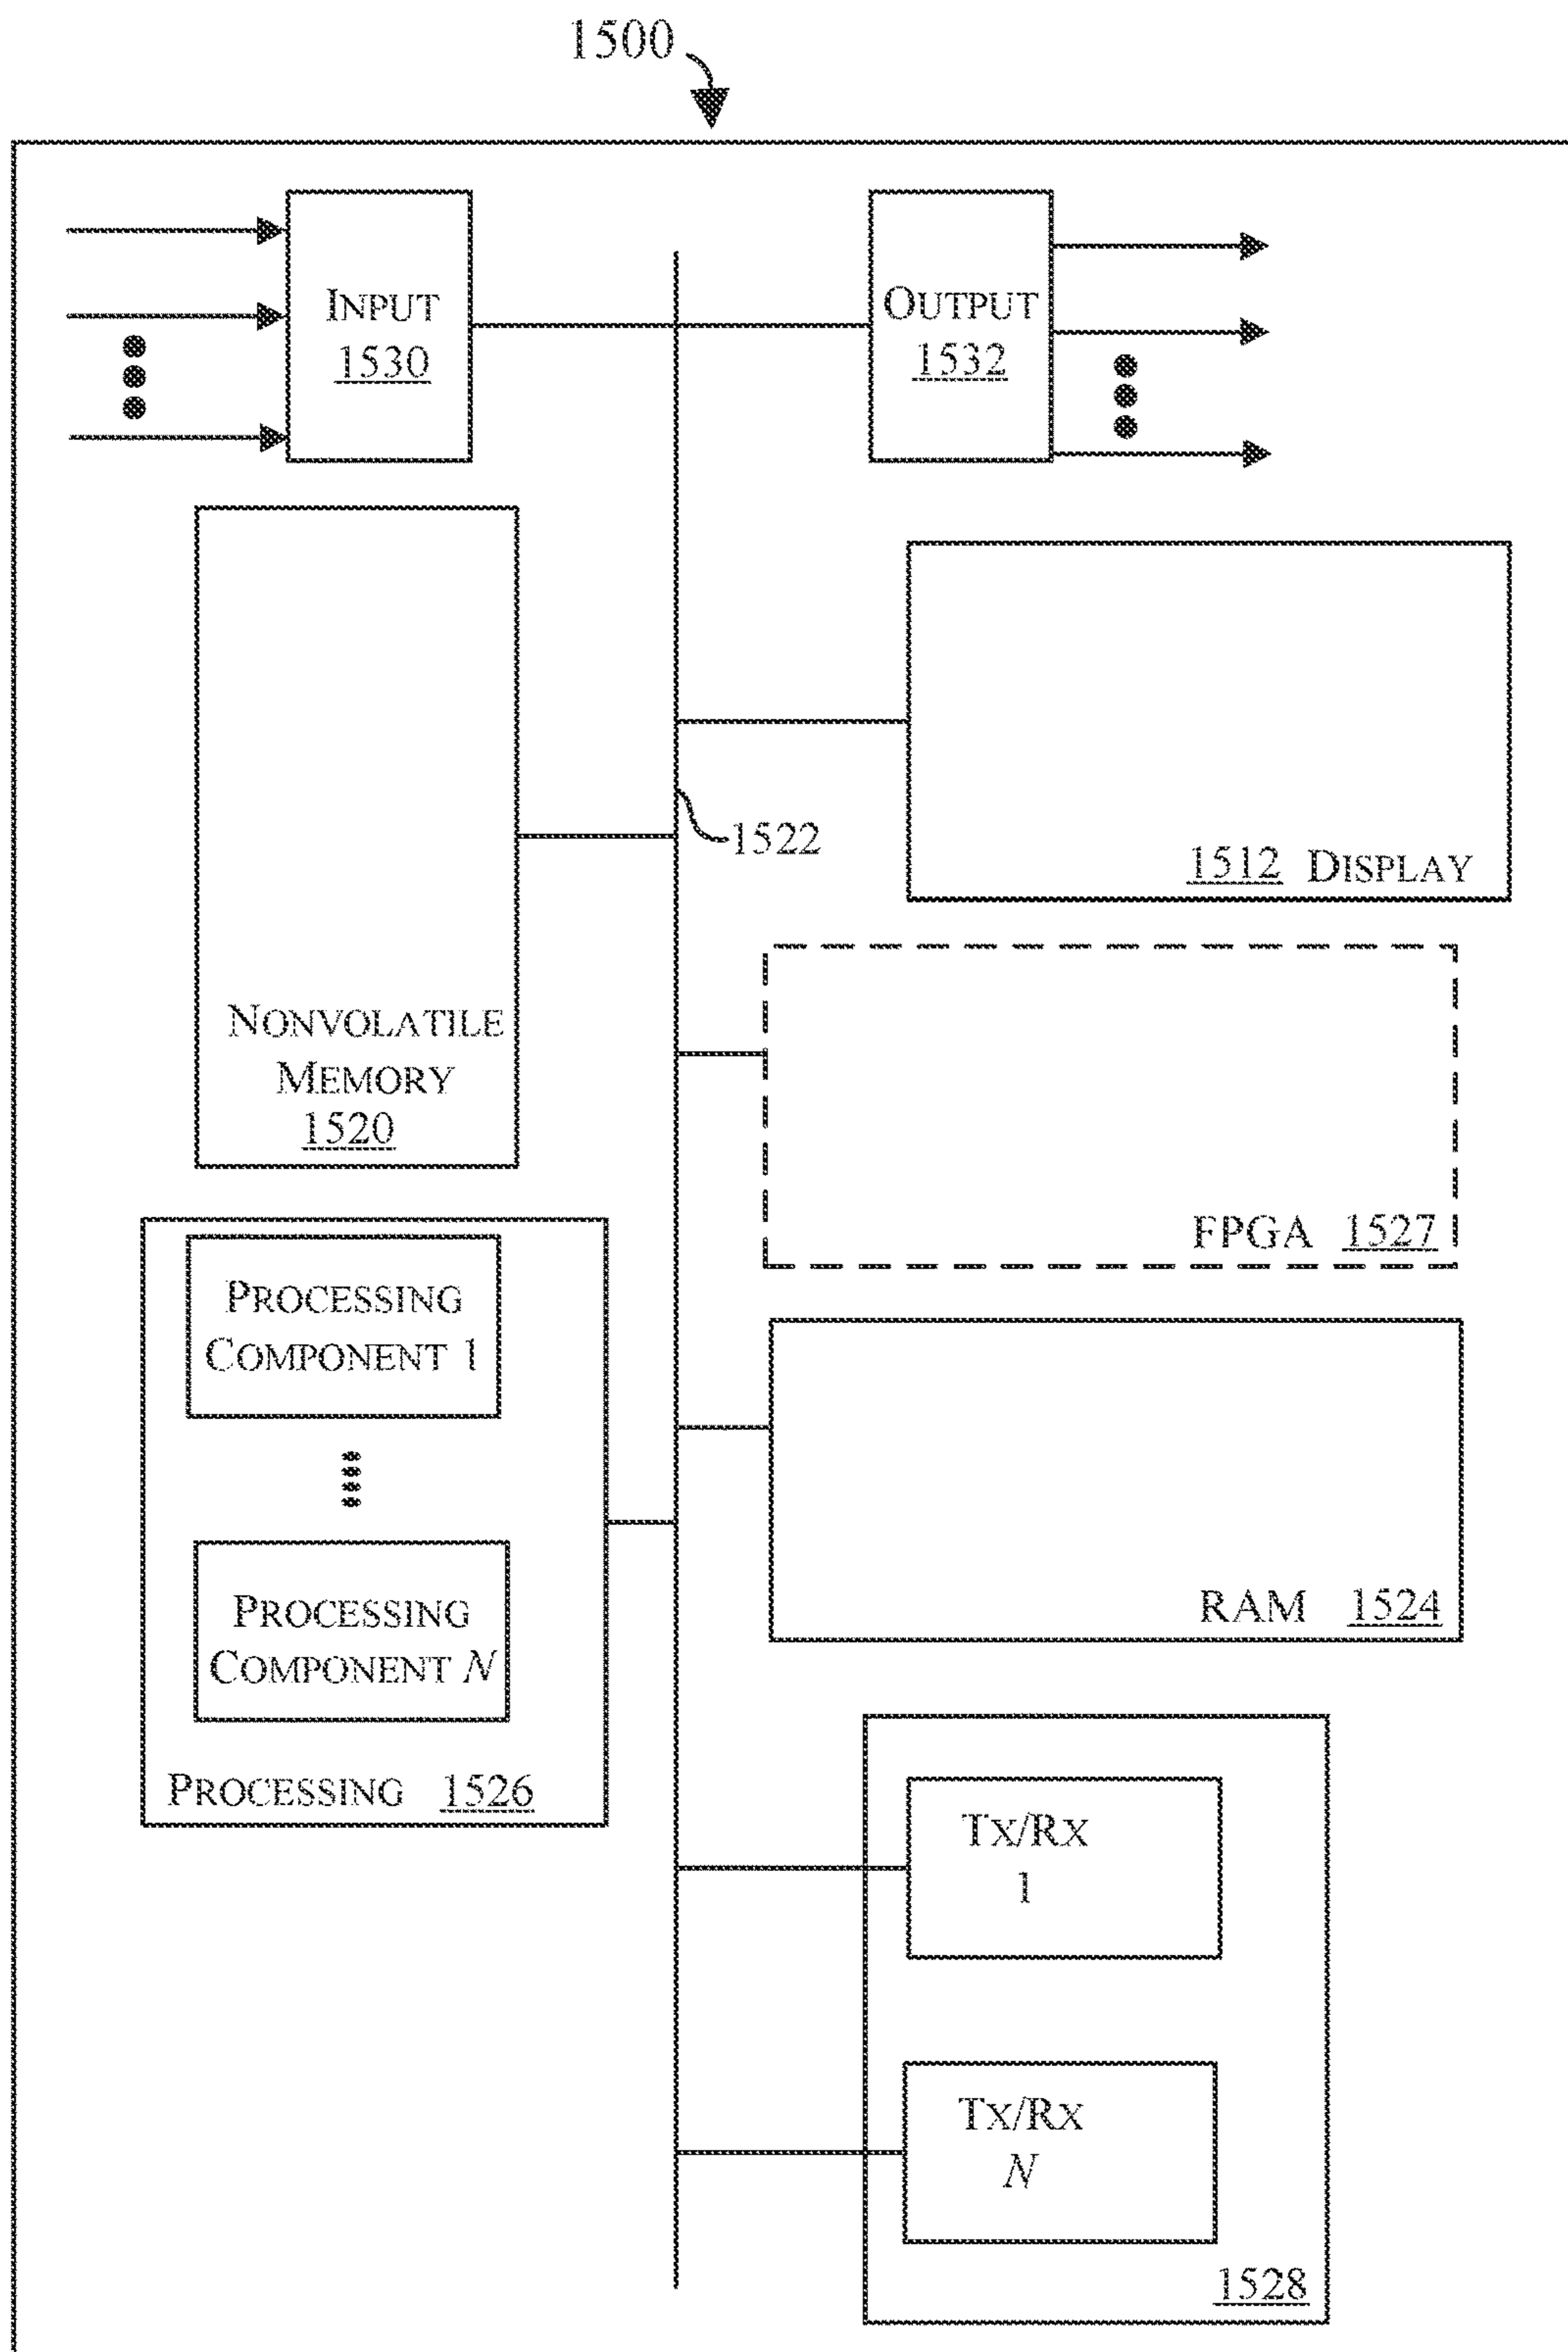 1500
INPUT
1530
OUTPUT
1532
1522
1512 DISPLAY
NONVOLATILE
MEMORY
1520
FPGA 1527
PROCESSING
COMPONENT 1
PROCESSING
COMPONENT N
PROCESSING 1526
RAM 1524
TX/RX
1
TX/RX
N
1528